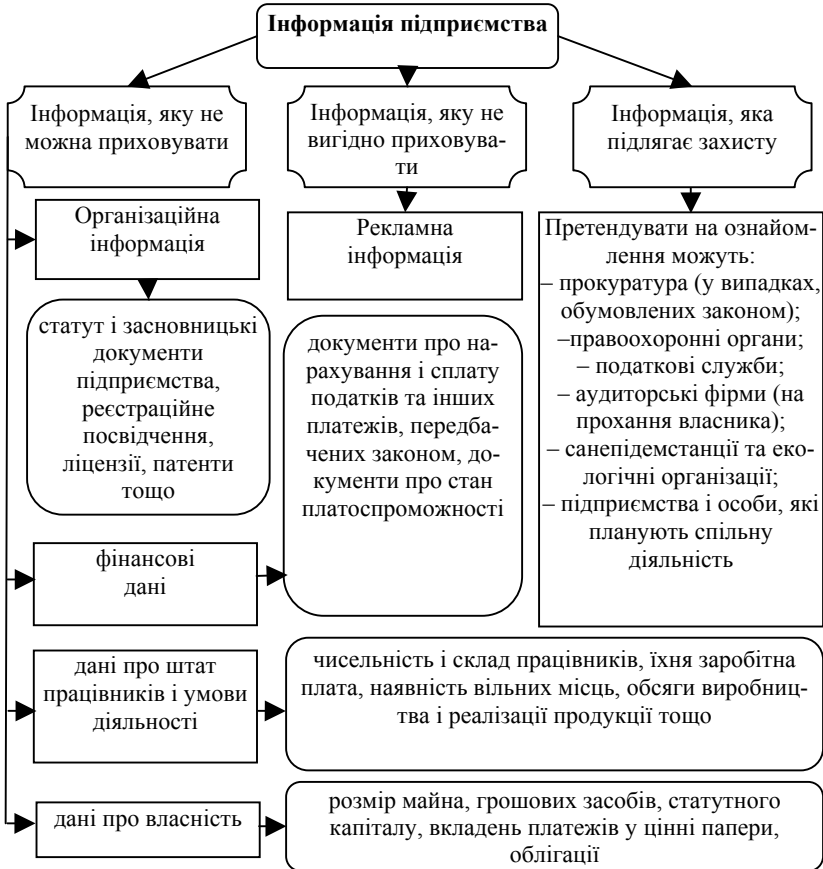 Інформація підприємства
Інформація, яку не
можна приховувати
Інформація, яку не
вигідно приховува-
ти
Інформація, яка
підлягає захисту
Організаційна
інформація
Рекламна
інформація
Претендувати на ознайом-
лення можуть:
– прокуратура (у випадках,
обумовлених законом);
–правоохоронні органи;
– податкові служби;
– аудиторські фірми (на
прохання власника);
– санепідемстанції та еко-
логічні організації;
– підприємства і особи, які
планують спільну
діяльність
статут і засновницькі
документи
підприємства,
реєстраційне
посвідчення,
ліцензії, патенти
тощо
документи про на-
рахування і сплату
податків та інших
платежів, передба-
чених законом, до-
кументи про стан
платоспроможності
фінансові
дані
дані про штат
працівників і умови
діяльності
чисельність і склад працівників, їхня заробітна
плата, наявність вільних місць, обсяги виробниц-
тва і реалізації продукції тощо
дані про власність
розмір майна, грошових засобів, статутного
капіталу, вкладень платежів у цінні папери,
облігації